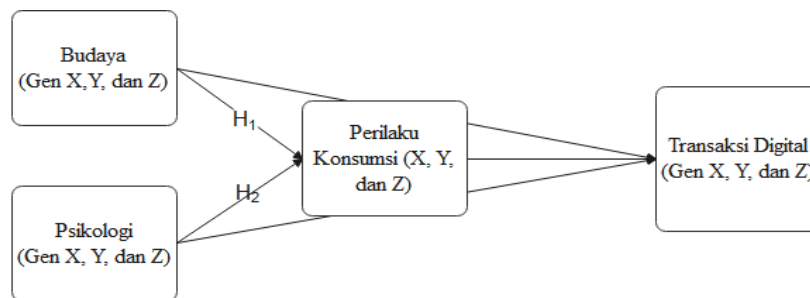 Budaya
(Gen X,Y, dan Z)
H1
Perilaku
Konsumsi (X, Y,
dan Z)
Transaksi Digital
(Gen X, Y, dan Z)
H2
Psikologi
(Gen X, Y, dan Z)